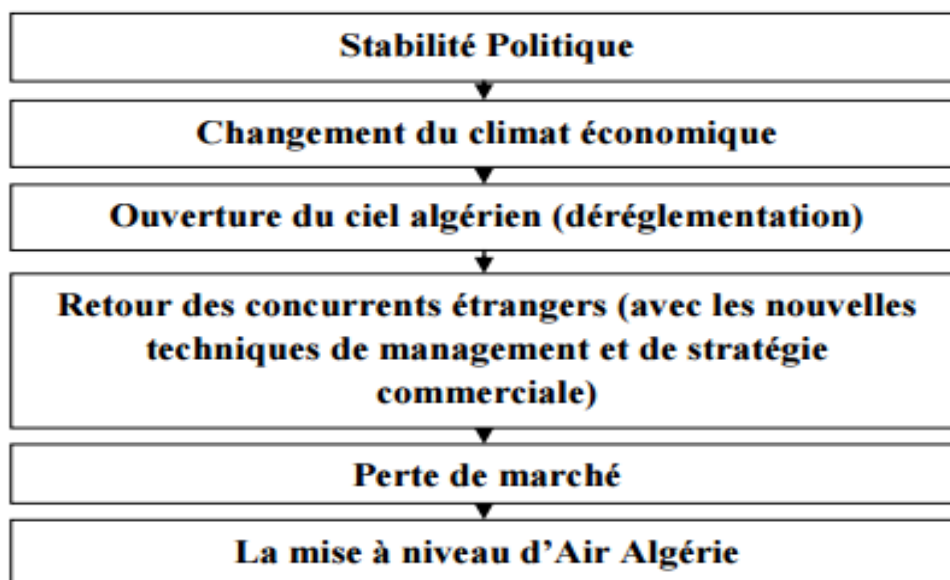 Stabilité Politique
Changement du climat économique
Ouverture du ciel algérien (déréglementation)
Retour des concurrents étrangers (avec les nouvelles
techniques de management et de stratégie
commerciale)
Perte de marché
La mise à niveau d’Air Algérie